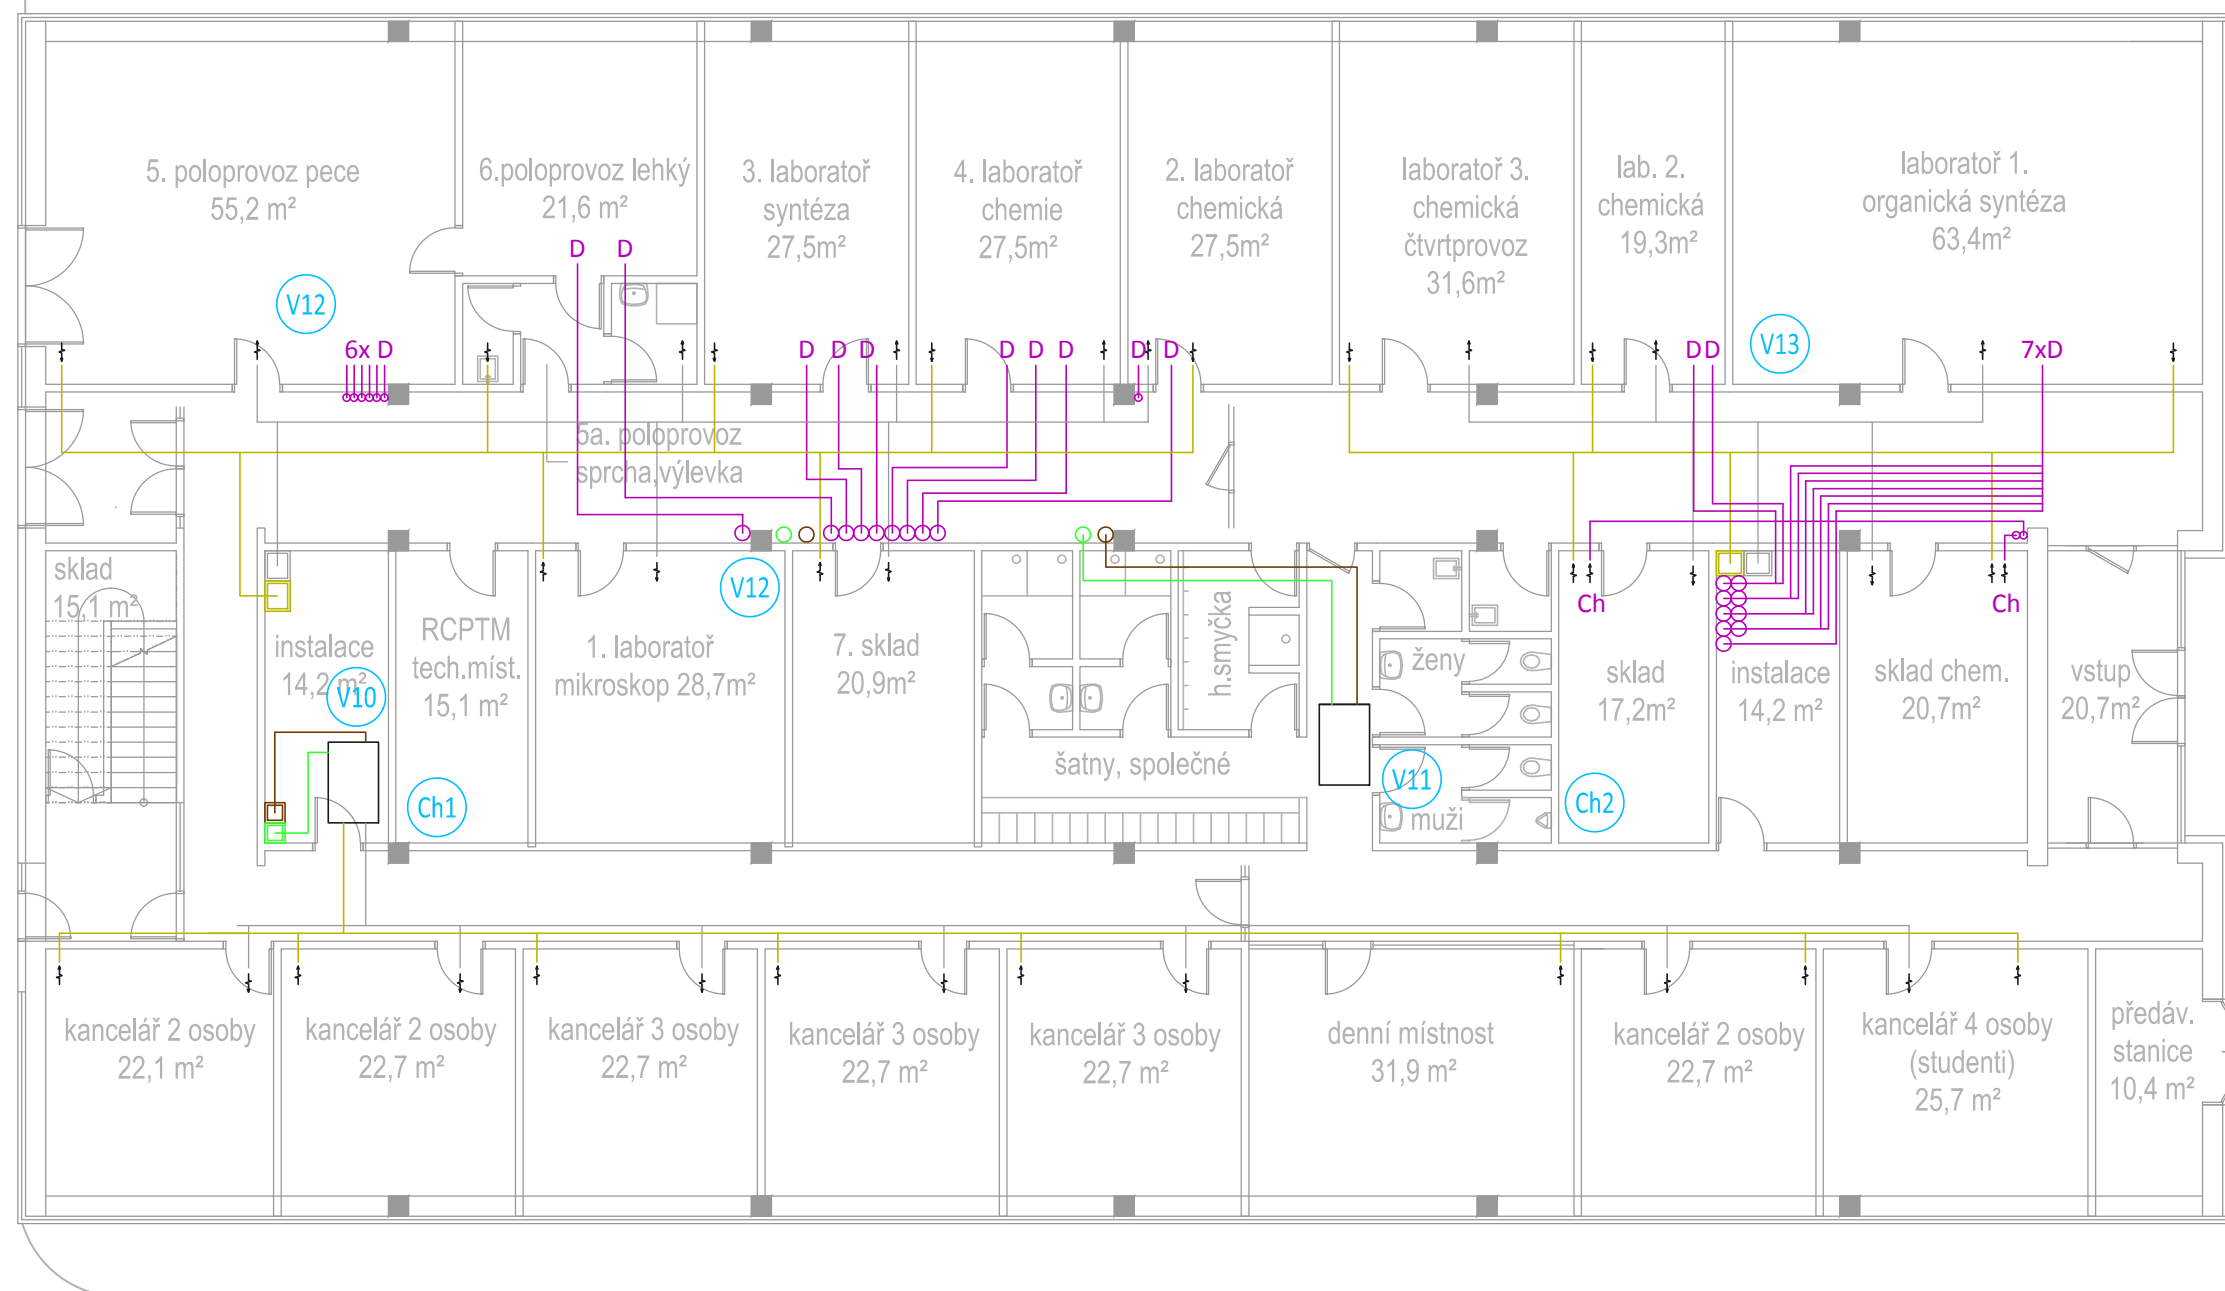 5. poloprovoz pece
55,2 m²
6.poloprovoz lehký
21,6 m²
3. laboratoř
syntéza
27,5m²
4. laboratoř
chemie
27,5m²
2. laboratoř
chemická
27,5m²
laboratoř 3.
chemická
čtvrtprovoz
31,6m²
lab. 2.
chemická
19,3m²
laboratoř 1.
organická syntéza
63,4m²
D
D
V12
V13
6x D
D
D
D
D
D
D
D
D
D
D
7xD
5a. poloprovoz
sprcha,výlevka
sklad
15,1 m²
instalace
14,2 m²
V10
RCPTM
tech.míst.
15,1 m²
Ch1
1. laboratoř
mikroskop 28,7m²
V12
7. sklad
20,9m²
šatny, společné
h.smyčka
V11
ženy
muži
Ch
Ch2
sklad
17,2m²
instalace
14,2 m²
Ch
sklad chem.
20,7m²
vstup
20,7m²
kancelář 2 osoby
22,1 m²
kancelář 2 osoby
22,7 m²
kancelář 3 osoby
22,7 m²
kancelář 3 osoby
22,7 m²
kancelář 3 osoby
22,7 m²
denní místnost
31,9 m²
kancelář 2 osoby
22,7 m²
kancelář 4 osoby
(studenti)
25,7 m²
předáv.
stanice
10,4 m²